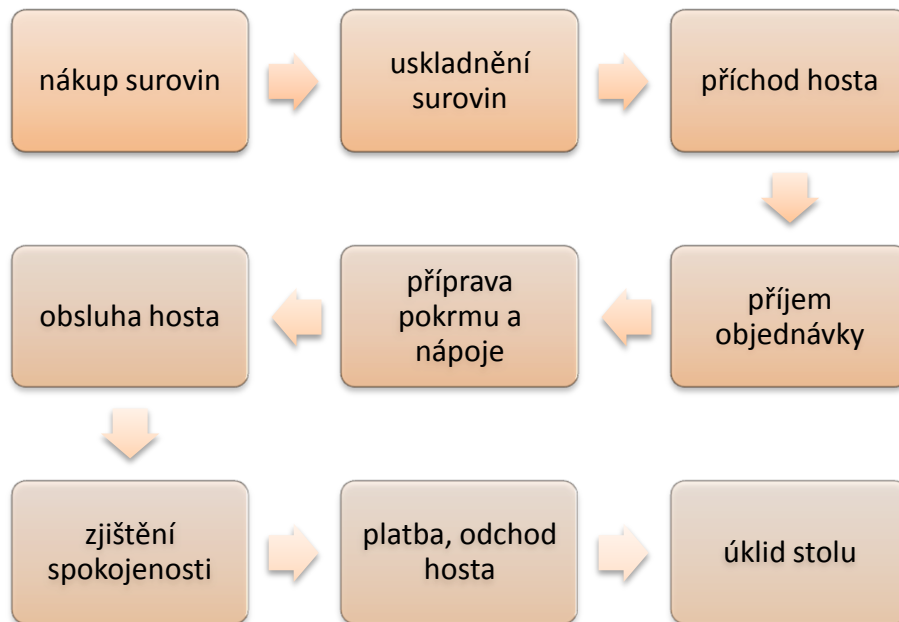 nákup surovin
uskladnění
surovin
příchod hosta
příjem
objednávky
příprava
pokrmu a
nápoje
obsluha hosta
zjištění
spokojenosti
platba, odchod
hosta
úklid stolu